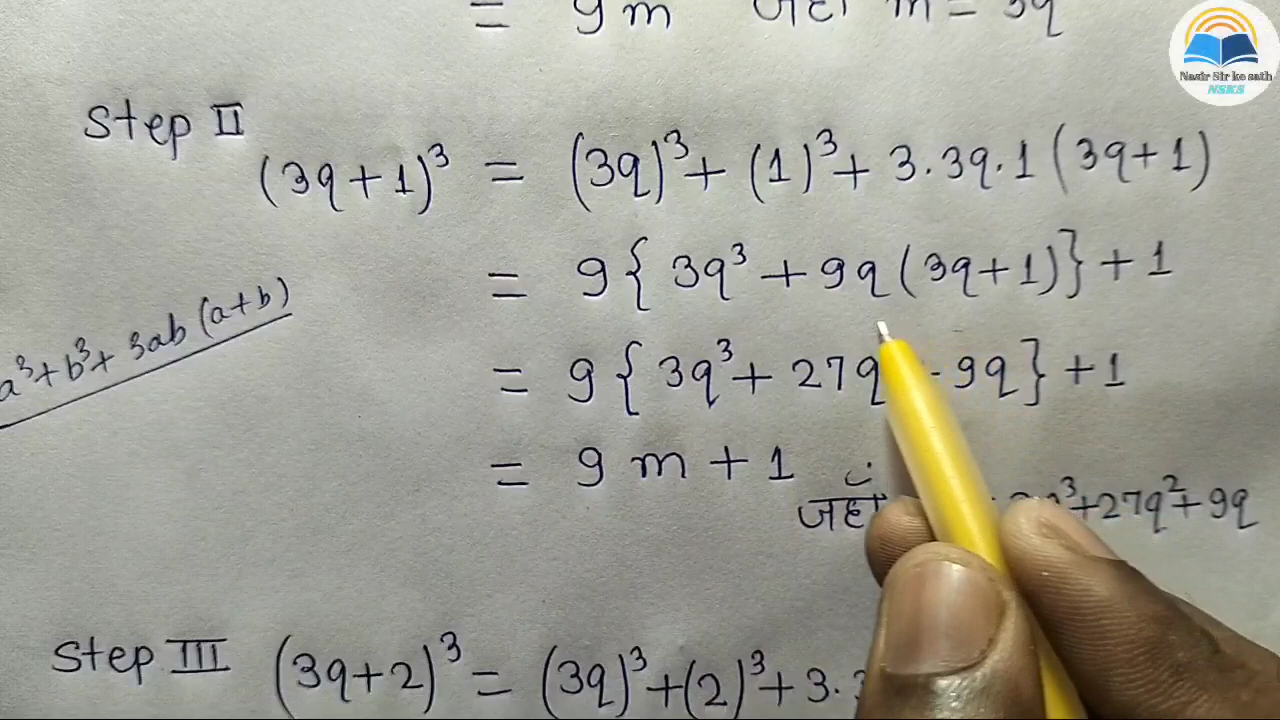 = 9m जहाँ m = 3q
Nasir Sir ke sath
NSKS
Step II
(3q+1)³ = (3q)³ + (1)³ + 3·3q·1 (3q+1)
= 9{ 3q³ + 9q (3q+1)} + 1
a³+b³+ 3ab (a+b)
= 9{ 3q³ + 27q - 9q } + 1
= 9 m + 1
जहाँ ³+27q²+9q
Step III (3q+2)³ = (3q)³+(2)³+ 3.